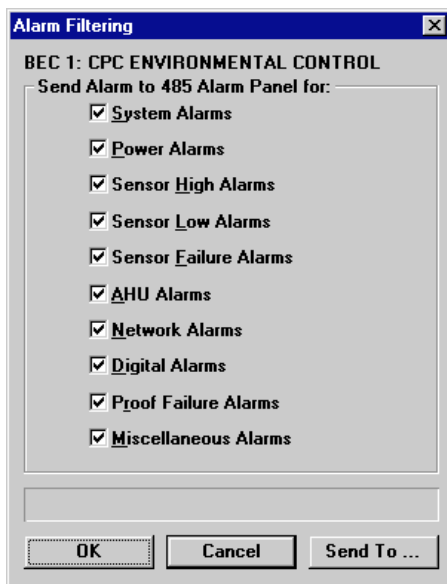 Alarm Filtering
BEC 1: CPC ENVIRONMENTAL CONTROL
Send Alarm to 485 Alarm Panel for:
System Alarms
Power Alarms
Sensor High Alarms
Sensor Low Alarms
Sensor Failure Alarms
AHU Alarms
Network Alarms
Digital Alarms
Proof Failure Alarms
Miscellaneous Alarms
OK Cancel Send To ...